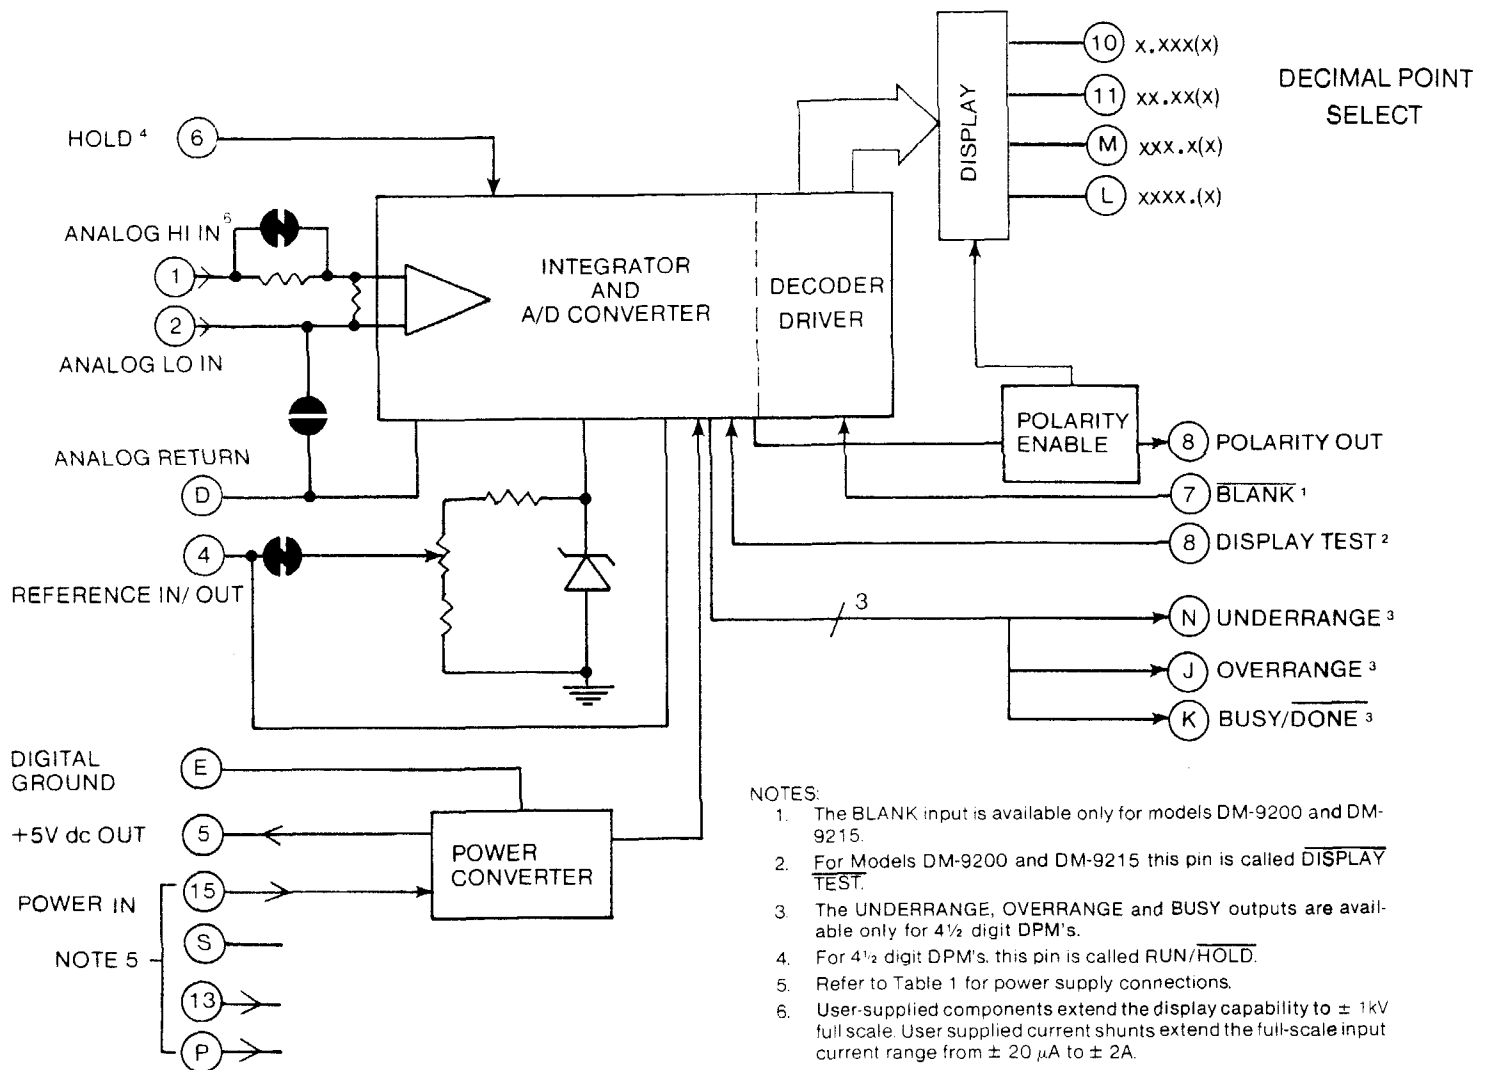 10 x.xxx(x)
11 xx.xx(x)
M xxx.x(x)
L xxxx.(x)
DECIMAL POINT
SELECT
DISPLAY
HOLD 4 6
ANALOG HI IN 6
1
2
ANALOG LO IN
INTEGRATOR
AND
A/D CONVERTER
DECODER
DRIVER
ANALOG RETURN
D
4
REFERENCE IN/ OUT
POLARITY
ENABLE
8 POLARITY OUT
7 BLANK 1
8 DISPLAY TEST 2
3
N UNDERRANGE 3
J OVERRANGE 3
K BUSY/DONE 3
DIGITAL
GROUND
E
+5V dc OUT 5
POWER IN 15
S
NOTE 5
13
P
POWER
CONVERTER
NOTES:
1. The BLANK input is available only for models DM-9200 and DM-
9215.
2. For Models DM-9200 and DM-9215 this pin is called DISPLAY
TEST.
3. The UNDERRANGE, OVERRANGE and BUSY outputs are avail-
able only for 4½ digit DPM's.
4. For 4½ digit DPM's. this pin is called RUN/HOLD.
5. Refer to Table 1 for power supply connections.
6. User-supplied components extend the display capability to ± 1kV
full scale. User supplied current shunts extend the full-scale input
current range from ± 20 µA to ± 2A.